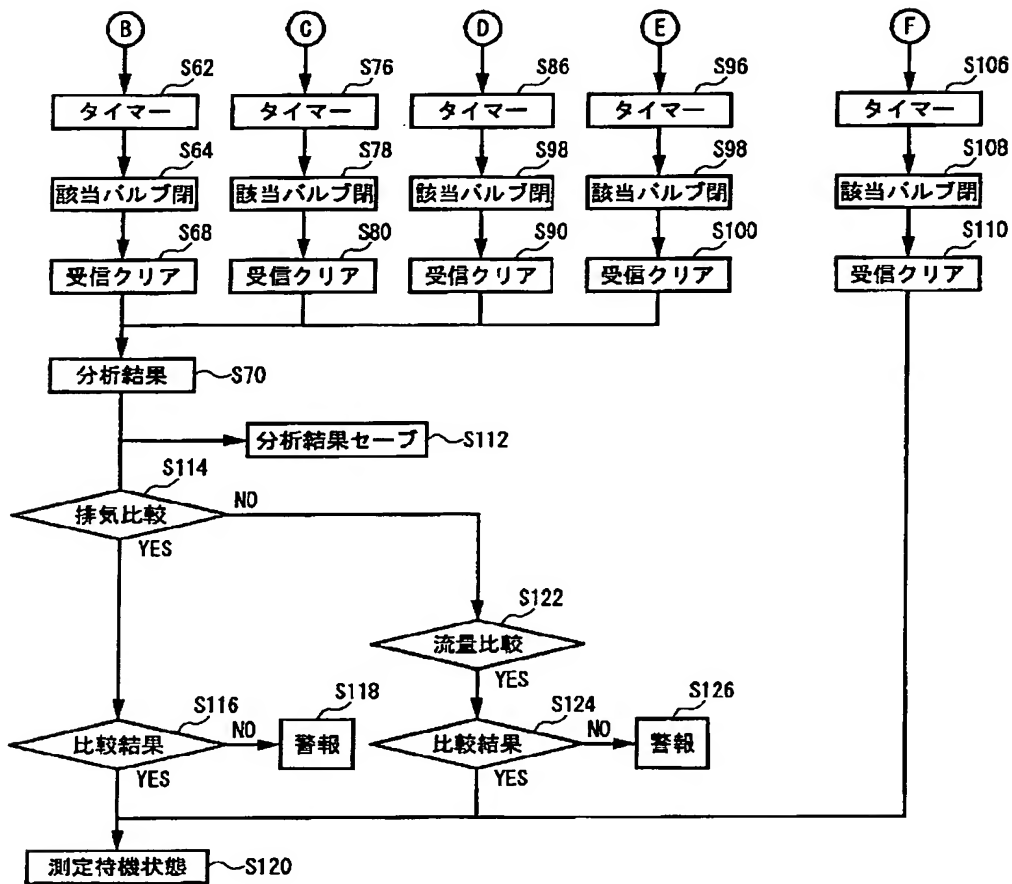 B C D E F
S62 S76 S86 S96 S106
タイマー タイマー タイマー タイマー タイマー
S64 S78 S98 S98 S108
該当バルブ閉 該当バルブ閉 該当バルブ閉 該当バルブ閉 該当バルブ閉
S68 S80 S90 S100 S110
受信クリア 受信クリア 受信クリア 受信クリア 受信クリア
分析結果 S70
分析結果セーブ S112
S114
排気比較 NO
YES
S122
流量比較
YES
S116 S118 S124 S126
比較結果 NO 警報 比較結果 NO 警報
YES YES
測定待機状態 S120